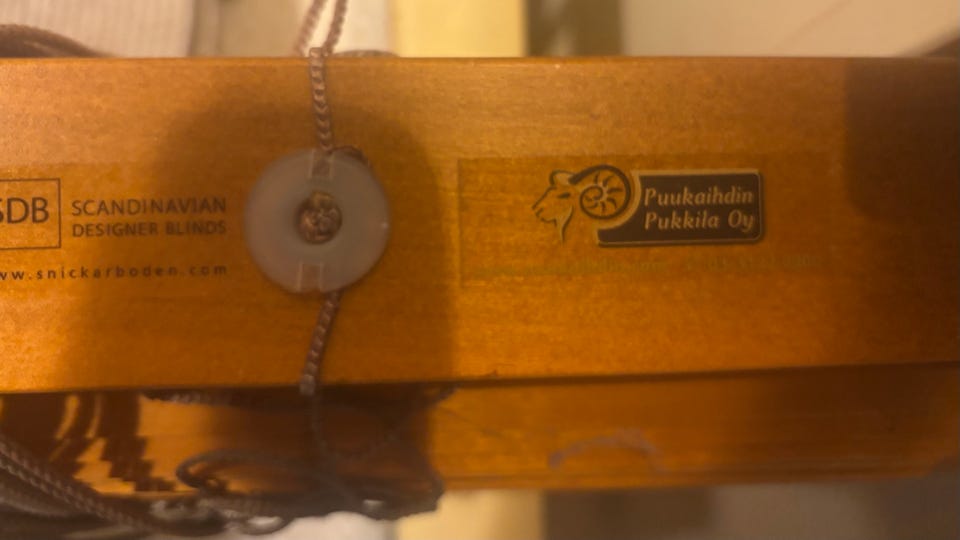 SDB
SCANDINAVIAN
DESIGNER BLINDS
www.snickarboden.com
Puukaihdin
Pukkila Oy